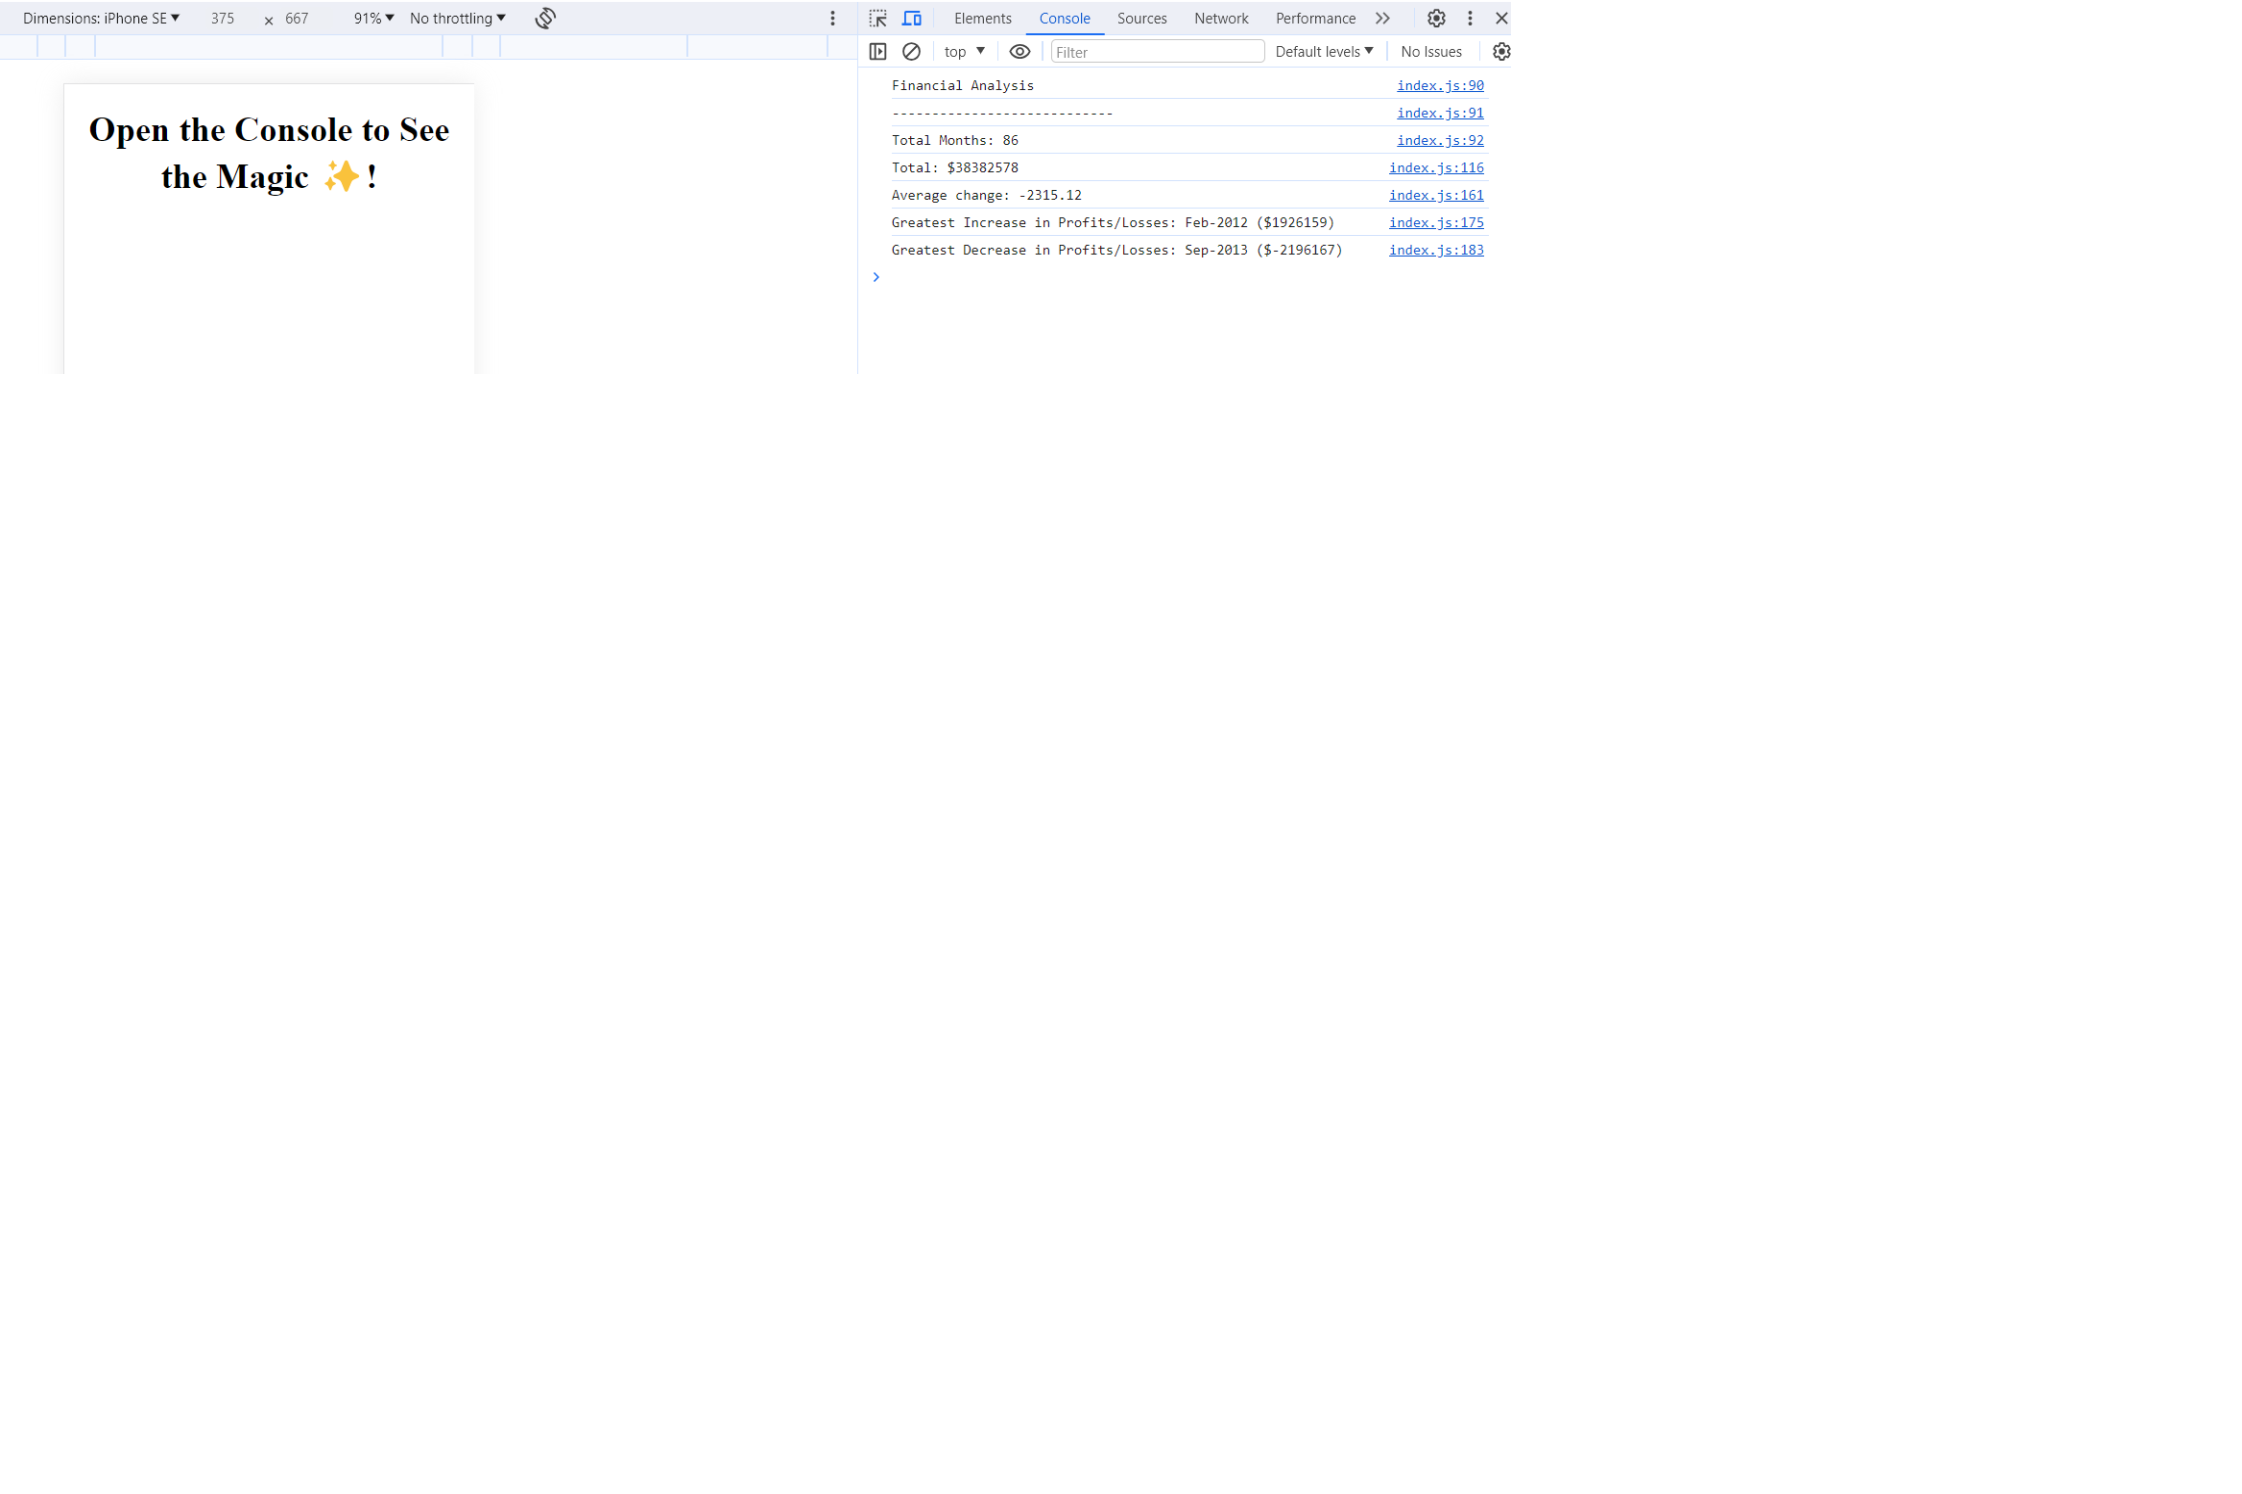 Dimensions: iPhone SE 375 × 667 91% No throttling
Open the Console to See
the Magic ✨!
Elements Console Sources Network Performance
top Filter Default levels No Issues
Financial Analysis index.js:90
---------------------------- index.js:91
Total Months: 86 index.js:92
Total: $38382578 index.js:116
Average change: -2315.12 index.js:161
Greatest Increase in Profits/Losses: Feb-2012 ($1926159) index.js:175
Greatest Decrease in Profits/Losses: Sep-2013 ($-2196167) index.js:183